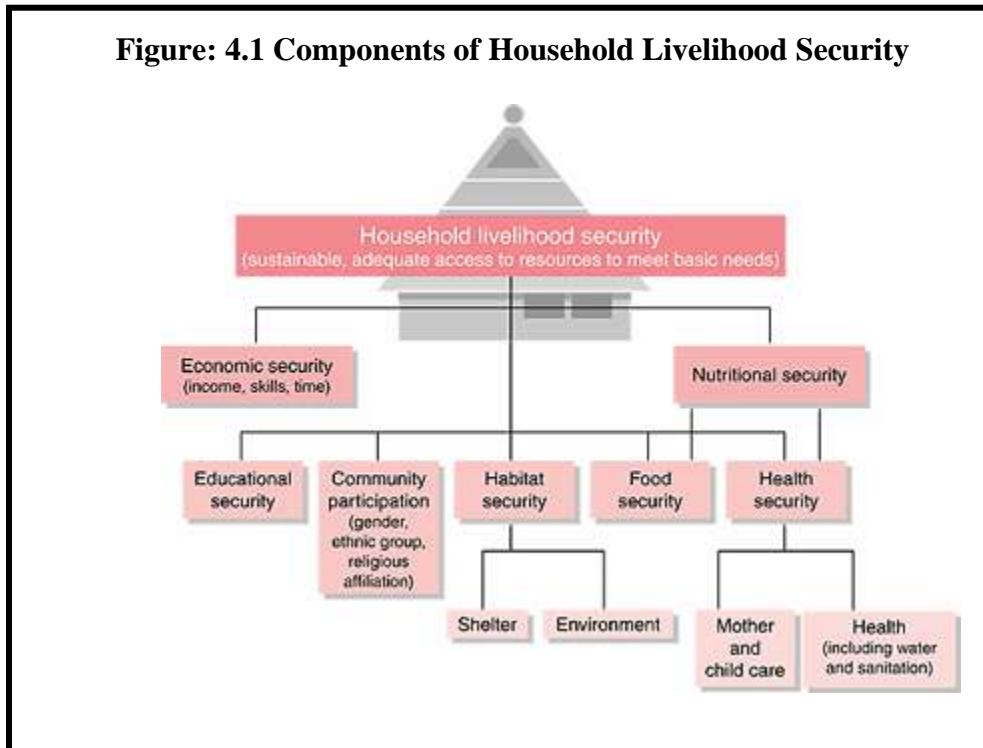 Figure: 4.1 Components of Household Livelihood Security
Household livelihood security
(sustainable, adequate access to resources to meet basic needs)
Economic security
(income, skills, time)
Nutritional security
Educational
security
Community
participation
(gender,
ethnic group,
religious
affiliation)
Habitat
security
Food
security
Health
security
Shelter
Environment
Mother
and
child care
Health
(including water
and sanitation)